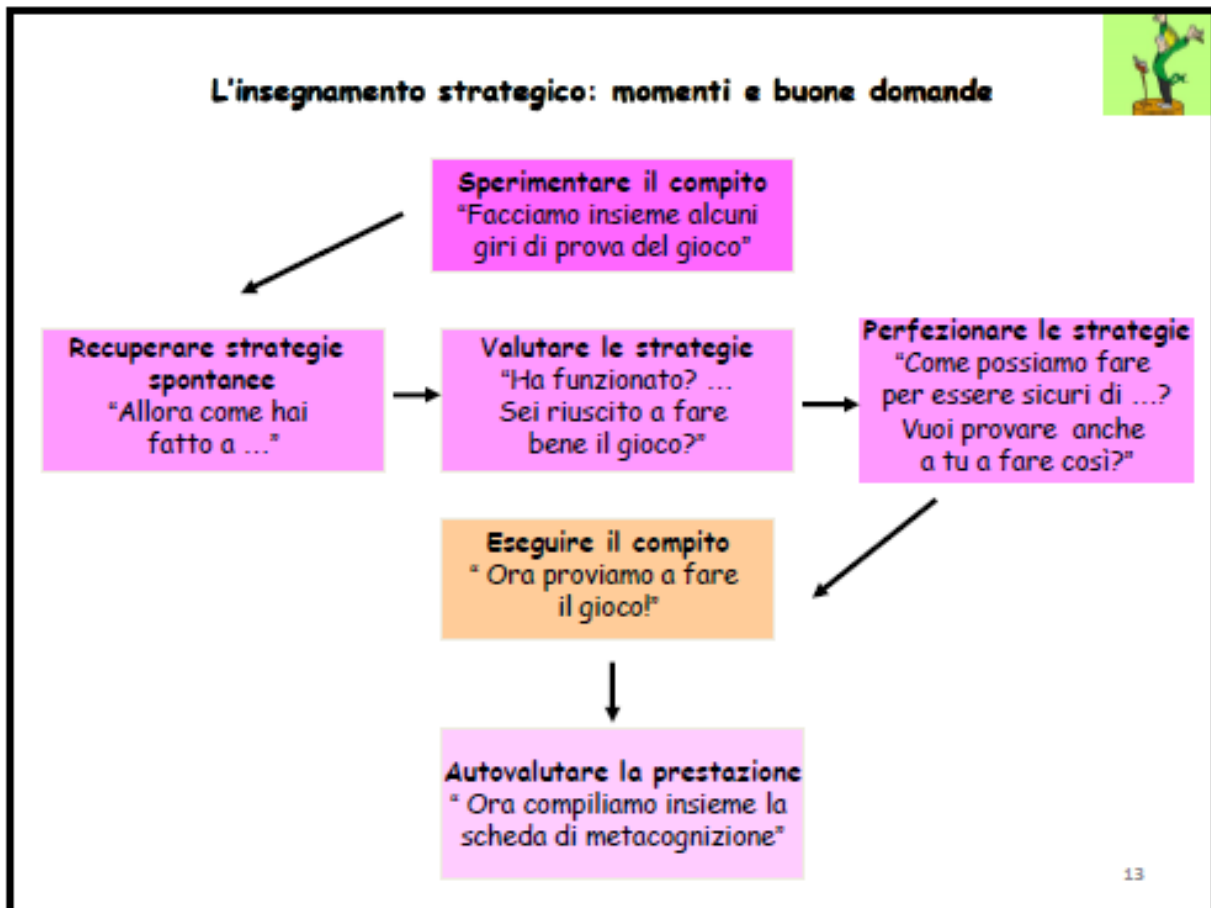 L'insegnamento strategico: momenti e buone domande
Sperimentare il compito
“Facciamo insieme alcuni
giri di prova del gioco”
Recuperare strategie
spontanee
“Allora come hai
fatto a ...”
Valutare le strategie
“Ha funzionato? ...
Sei riuscito a fare
bene il gioco?”
Perfezionare le strategie
“Come possiamo fare
per essere sicuri di ...?
Vuoi provare anche
a tu a fare così?”
Eseguire il compito
“ Ora proviamo a fare
il gioco!”
Autovalutare la prestazione
“ Ora compiliamo insieme la
scheda di metacognizione”
13